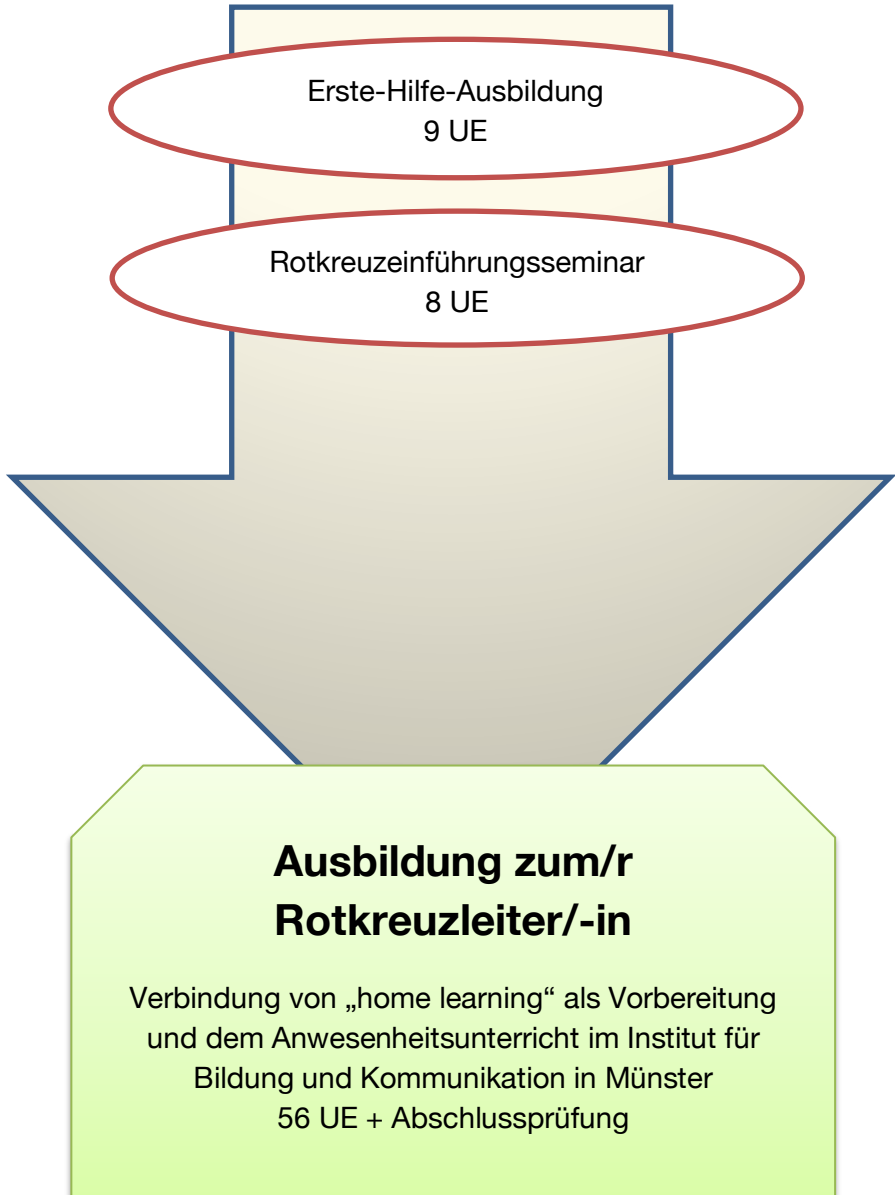 Erste-Hilfe-Ausbildung
9 UE
Rotkreuzeinführungsseminar
8 UE
Ausbildung zum/r
Rotkreuzleiter/-in
Verbindung von „home learning“ als Vorbereitung
und dem Anwesenheitsunterricht im Institut für
Bildung und Kommunikation in Münster
56 UE + Abschlussprüfung